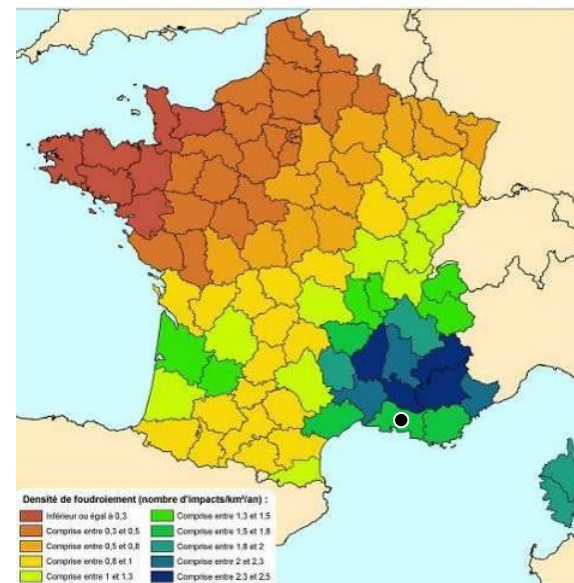 Densité de foudroiement (nombre d'impacts/km²/an) :
Inférieur ou égal à 0,3
Comprise entre 0,3 et 0,5
Comprise entre 0,5 et 0,8
Comprise entre 0,8 et 1
Comprise entre 1 et 1,3
Comprise entre 1,3 et 1,5
Comprise entre 1,5 et 1,8
Comprise entre 1,8 et 2
Comprise entre 2 et 2,3
Comprise entre 2,3 et 2,5